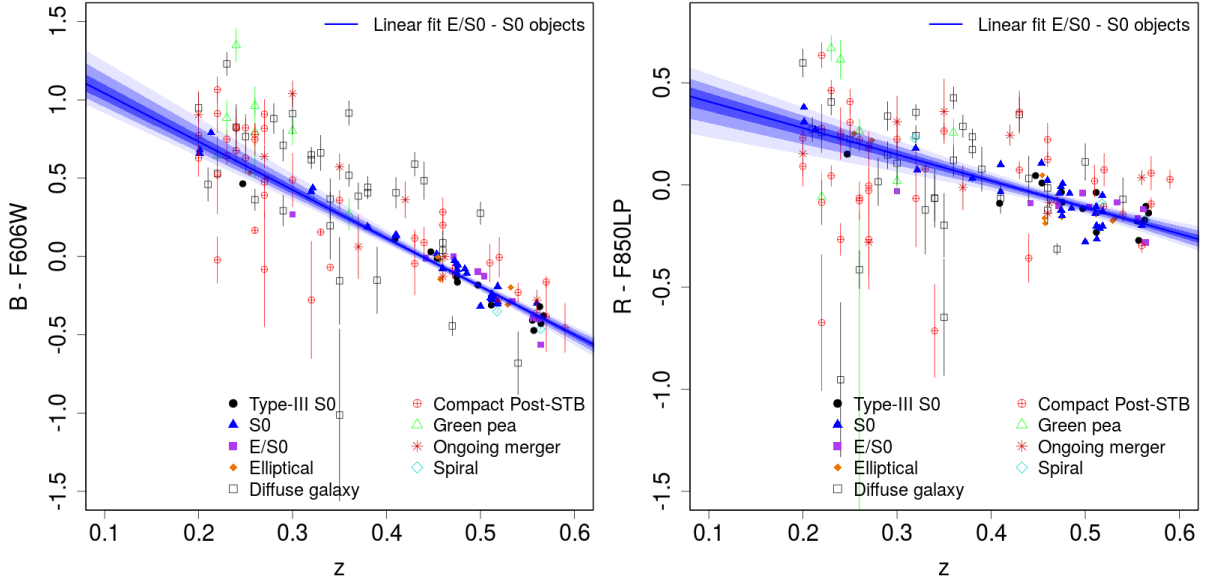 Linear fit E/S0 - S0 objects
B - F606W
1.5
1.0
0.5
0.0
-0.5
-1.0
-1.5
Type-III S0
S0
E/S0
Elliptical
Diffuse galaxy
Compact Post-STB
Green pea
Ongoing merger
Spiral
0.1 0.2 0.3 0.4 0.5 0.6
z
Linear fit E/S0 - S0 objects
R - F850LP
0.5
0.0
-0.5
-1.0
-1.5
Type-III S0
S0
E/S0
Elliptical
Diffuse galaxy
Compact Post-STB
Green pea
Ongoing merger
Spiral
0.1 0.2 0.3 0.4 0.5 0.6
z